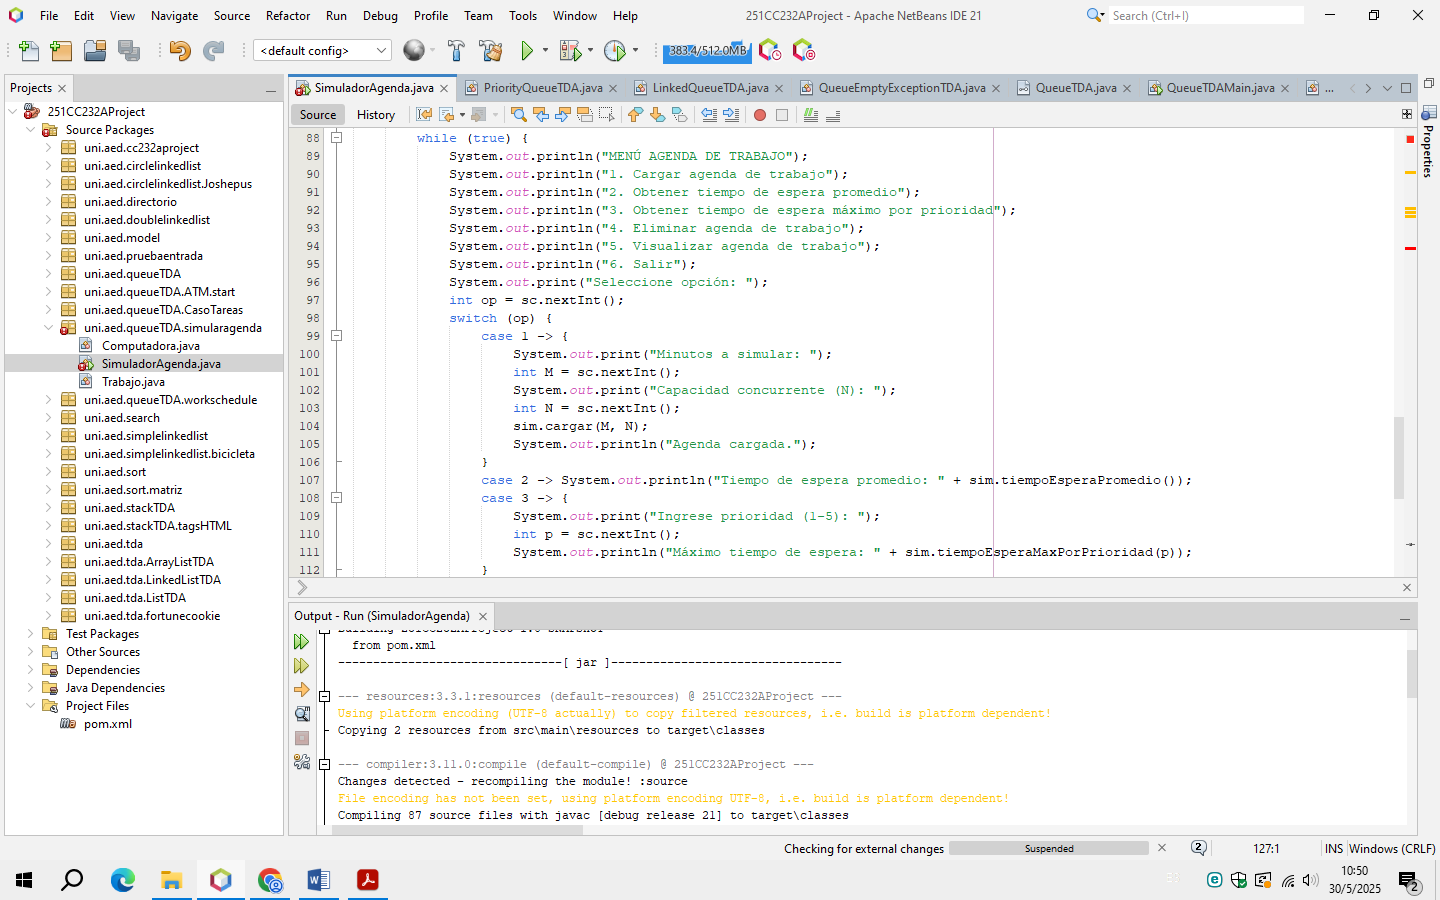 File Edit View Navigate Source Refactor Run Debug Profile Team Tools Window Help
251CC232AProject - Apache NetBeans IDE 21
Search (Ctrl+I)
<default config>
383.4/512.0MB
Projects
SimuladorAgenda.java
PriorityQueueTDA.java
LinkedQueueTDA.java
QueueEmptyExceptionTDA.java
QueueTDA.java
QueueTDAMain.java
...
251CC232AProject
Source Packages
uni.aed.cc232aproject
uni.aed.circlelinkedlist
uni.aed.circlelinkedlist.Joshepus
uni.aed.directorio
uni.aed.doublelinkedlist
uni.aed.model
uni.aed.pruebaentrada
uni.aed.queueTDA
uni.aed.queueTDA.ATM.start
uni.aed.queueTDA.CasoTareas
uni.aed.queueTDA.simularagenda
Computadora.java
SimuladorAgenda.java
Trabajo.java
uni.aed.queueTDA.workschedule
uni.aed.search
uni.aed.simplelinkedlist
uni.aed.simplelinkedlist.bicicleta
uni.aed.sort
uni.aed.sort.matriz
uni.aed.stackTDA
uni.aed.stackTDA.tagsHTML
uni.aed.tda
uni.aed.tda.ArrayListTDA
uni.aed.tda.LinkedListTDA
uni.aed.tda.ListTDA
uni.aed.tda.fortunecookie
Test Packages
Other Sources
Dependencies
Java Dependencies
Project Files
pom.xml
Source History
88 while (true) {
89 System.out.println("MENÚ AGENDA DE TRABAJO");
90 System.out.println("1. Cargar agenda de trabajo");
91 System.out.println("2. Obtener tiempo de espera promedio");
92 System.out.println("3. Obtener tiempo de espera máximo por prioridad");
93 System.out.println("4. Eliminar agenda de trabajo");
94 System.out.println("5. Visualizar agenda de trabajo");
95 System.out.println("6. Salir");
96 System.out.print("Seleccione opción: ");
97 int op = sc.nextInt();
98 switch (op) {
99 case 1 -> {
100 System.out.print("Minutos a simular: ");
101 int M = sc.nextInt();
102 System.out.print("Capacidad concurrente (N): ");
103 int N = sc.nextInt();
104 sim.cargar(M, N);
105 System.out.println("Agenda cargada.");
106 }
107 case 2 -> System.out.println("Tiempo de espera promedio: " + sim.tiempoEsperaPromedio());
108 case 3 -> {
109 System.out.print("Ingrese prioridad (1-5): ");
110 int p = sc.nextInt();
111 System.out.println("Máximo tiempo de espera: " + sim.tiempoEsperaMaxPorPrioridad(p));
112 }
Properties
Output - Run (SimuladorAgenda)
Building 251CC232AProject 1.0-SNAPSHOT
from pom.xml
--------------------------------[ jar ]---------------------------------
--- resources:3.3.1:resources (default-resources) @ 251CC232AProject ---
Using platform encoding (UTF-8 actually) to copy filtered resources, i.e. build is platform dependent!
Copying 2 resources from src\main\resources to target\classes
--- compiler:3.11.0:compile (default-compile) @ 251CC232AProject ---
Changes detected - recompiling the module! :source
File encoding has not been set, using platform encoding UTF-8, i.e. build is platform dependent!
Compiling 87 source files with javac [debug release 21] to target\classes
Checking for external changes
Suspended
2
127:1
INS
Windows (CRLF)
10:50
30/5/2025
2